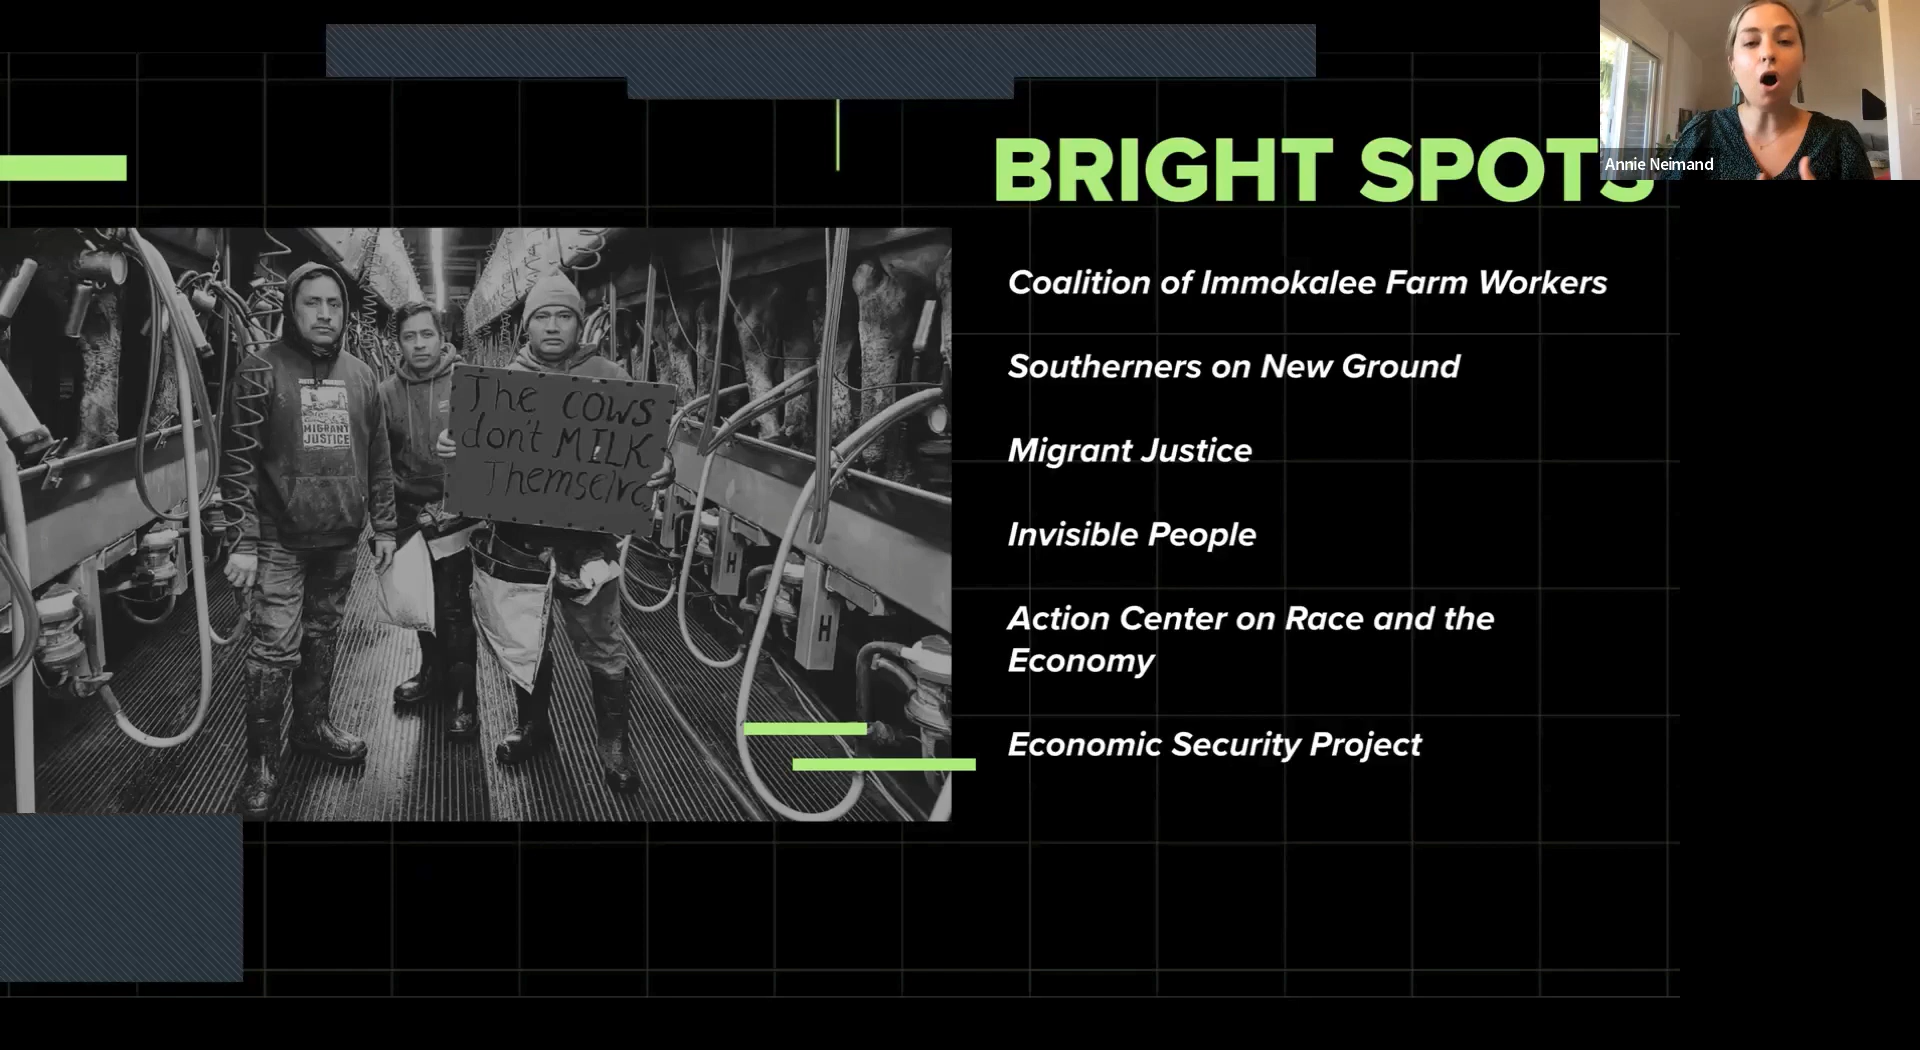 BRIGHT SPOTS
Annie Neimand
Coalition of Immokalee Farm Workers
Southerners on New Ground
Migrant Justice
Invisible People
Action Center on Race and the
Economy
Economic Security Project
MIGRANT
JUSTICE
The COWS
don't MILK
H
H